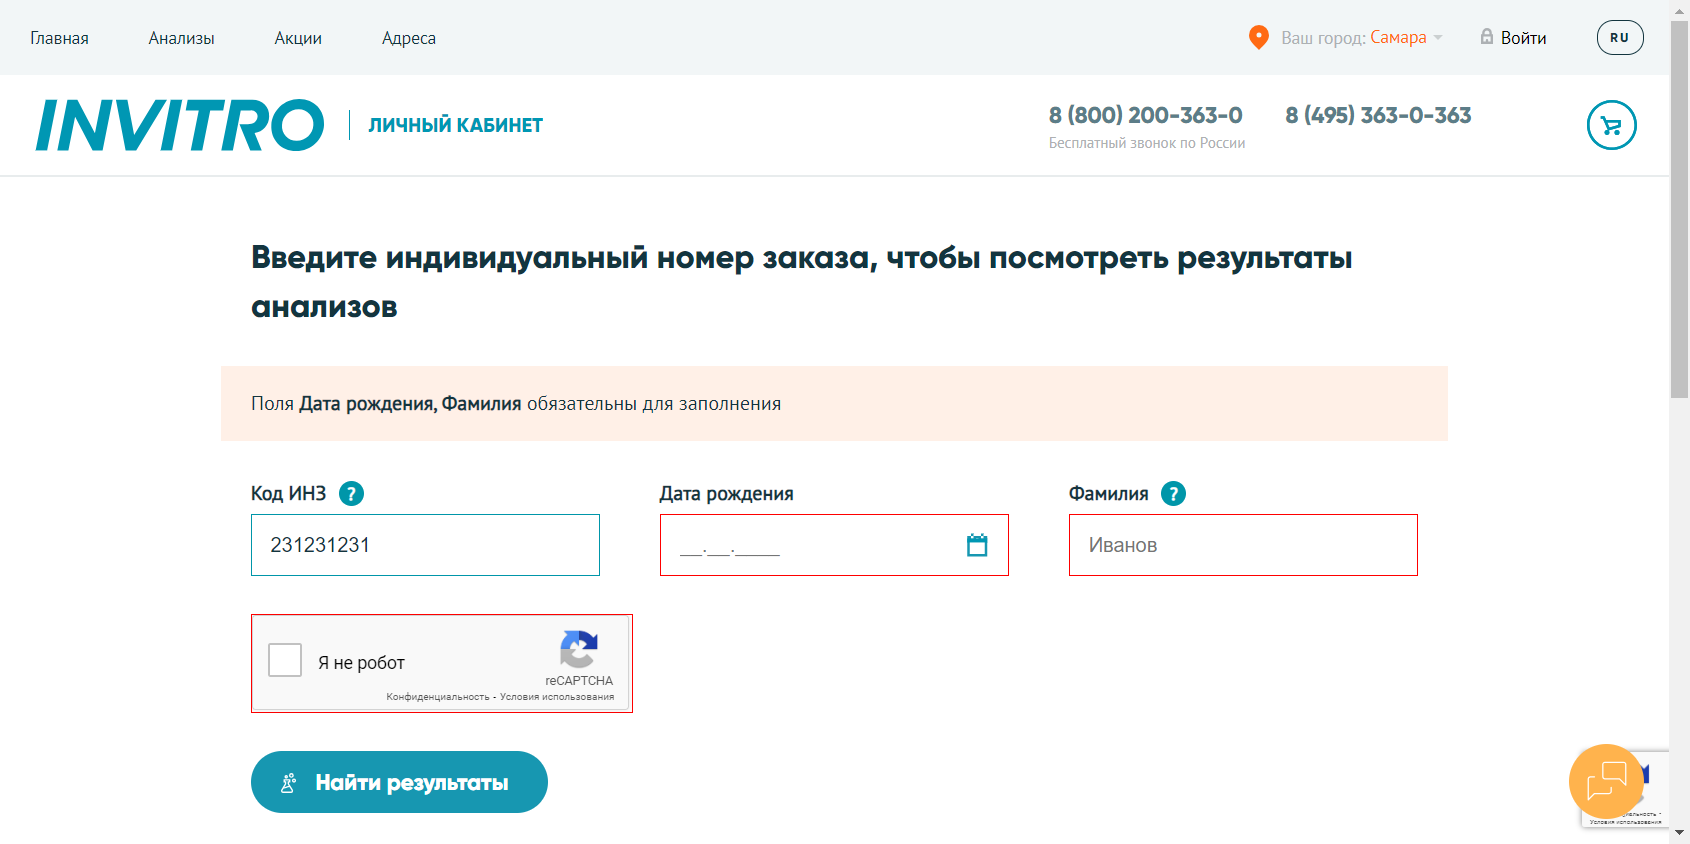 Главная Анализы Акции Адреса Ваш город: Самара Войти RU
INVITRO ЛИЧНЫЙ КАБИНЕТ 8 (800) 200-363-0 8 (495) 363-0-363
Бесплатный звонок по России
Введите индивидуальный номер заказа, чтобы посмотреть результаты
анализов
Поля Дата рождения, Фамилия обязательны для заполнения
Код ИНЗ ? Дата рождения Фамилия ?
231231231 __.__.____ Иванов
Я не робот
reCAPTCHA
Конфиденциальность - Условия использования
Найти результаты
Условия использования